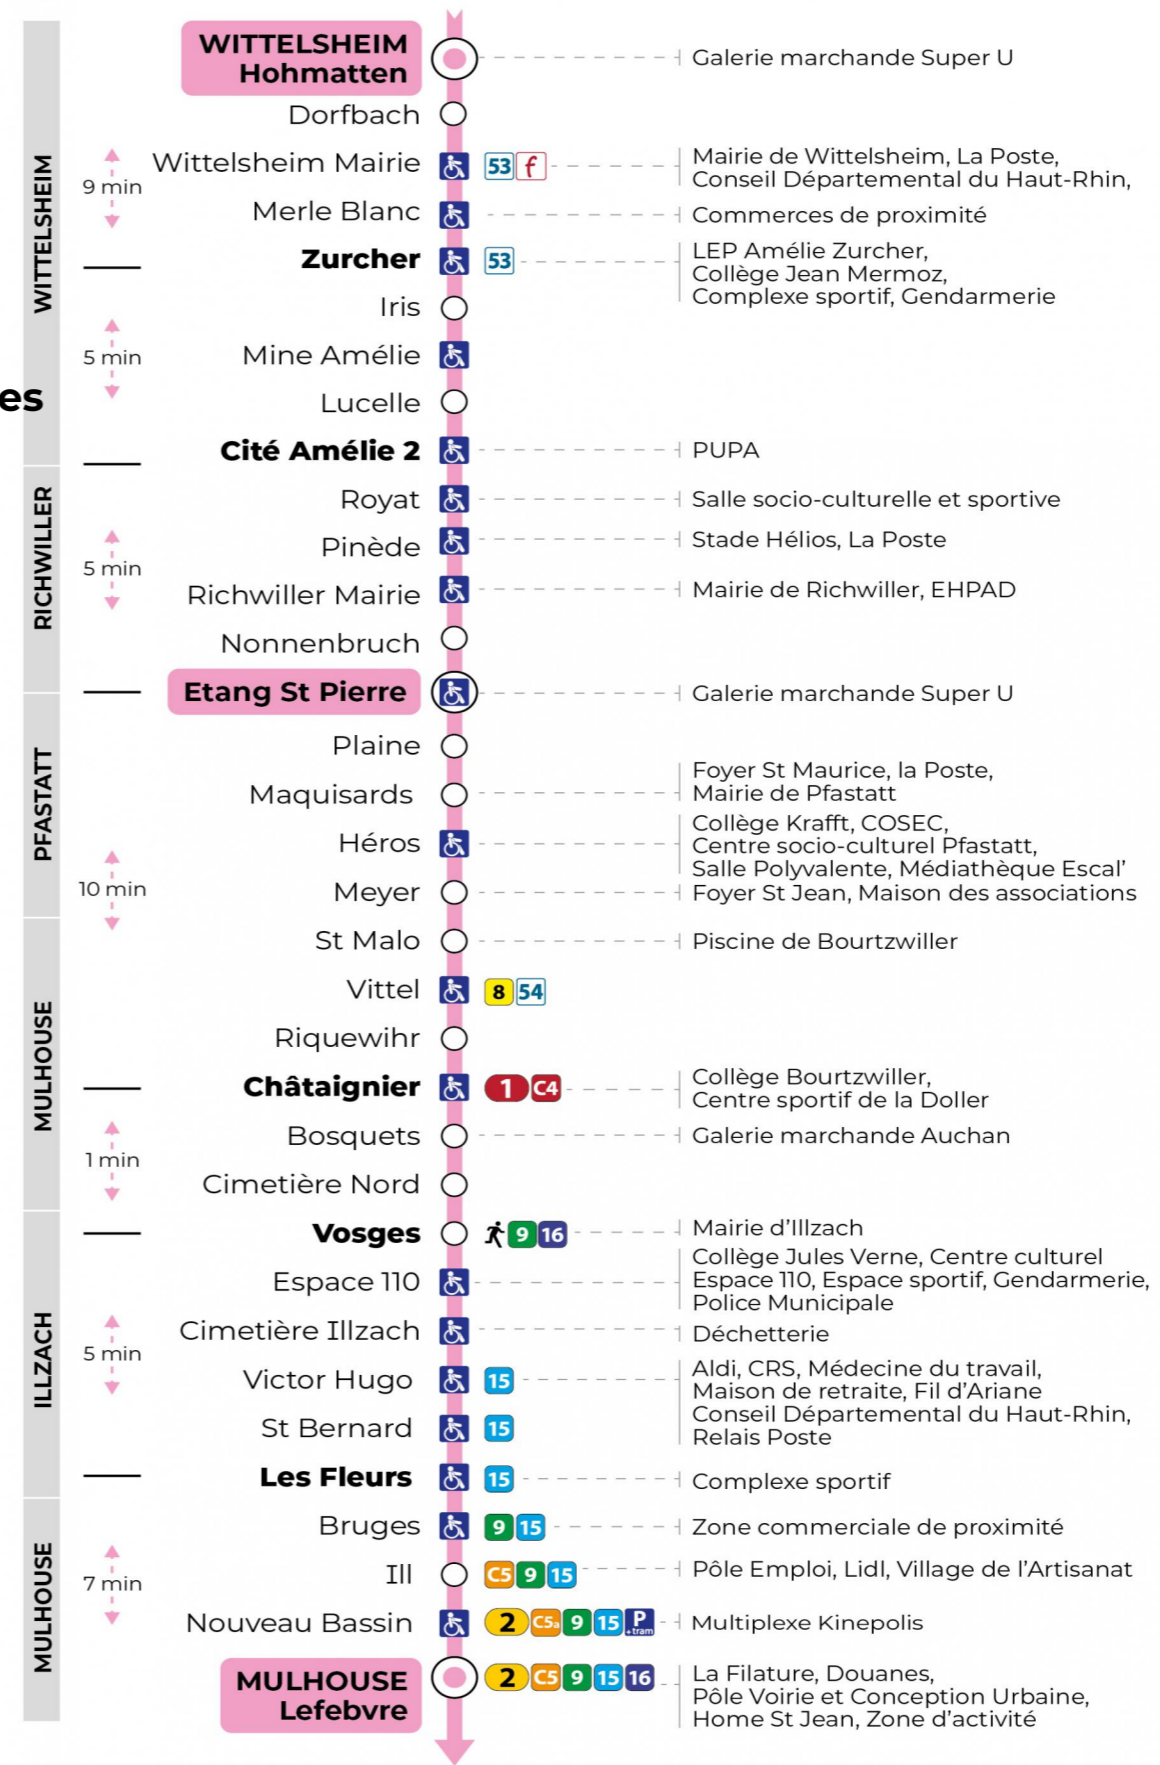 WITTELSHEIM
Hohmatten
Galerie marchande Super U
Dorfbach
Wittelsheim Mairie
53 f
Mairie de Wittelsheim, La Poste,
Conseil Départemental du Haut-Rhin,
9 min
Merle Blanc
Commerces de proximité
WITTELSHEIM
Zurcher
53
LEP Amélie Zurcher,
Collège Jean Mermoz,
Complexe sportif, Gendarmerie
Iris
5 min
Mine Amélie
Lucelle
es
Cité Amélie 2
PUPA
RICHWILLER
Royat
Salle socio-culturelle et sportive
Pinède
Stade Hélios, La Poste
5 min
Richwiller Mairie
Mairie de Richwiller, EHPAD
Nonnenbruch
Etang St Pierre
Galerie marchande Super U
PFASTATT
Plaine
Maquisards
Foyer St Maurice, la Poste,
Mairie de Pfastatt
Héros
Collège Krafft, COSEC,
Centre socio-culturel Pfastatt,
Salle Polyvalente, Médiathèque Escal’
10 min
Meyer
Foyer St Jean, Maison des associations
MULHOUSE
St Malo
Piscine de Bourtzwiller
Vittel
8 54
Riquewihr
Châtaignier
1 C4
Collège Bourtzwiller,
Centre sportif de la Doller
Bosquets
Galerie marchande Auchan
1 min
Cimetière Nord
ILLZACH
Vosges
9 16
Mairie d’Illzach
Espace 110
Collège Jules Verne, Centre culturel
Espace 110, Espace sportif, Gendarmerie,
Police Municipale
Cimetière Illzach
Déchetterie
5 min
Victor Hugo
15
Aldi, CRS, Médecine du travail,
Maison de retraite, Fil d’Ariane
Conseil Départemental du Haut-Rhin,
Relais Poste
St Bernard
15
Les Fleurs
15
Complexe sportif
MULHOUSE
Bruges
9 15
Zone commerciale de proximité
7 min
Ill
C5 9 15
Pôle Emploi, Lidl, Village de l’Artisanat
Nouveau Bassin
2 C5a 9 15 P +tram
Multiplexe Kinepolis
MULHOUSE
Lefebvre
2 C5 9 15 16
La Filature, Douanes,
Pôle Voirie et Conception Urbaine,
Home St Jean, Zone d’activité